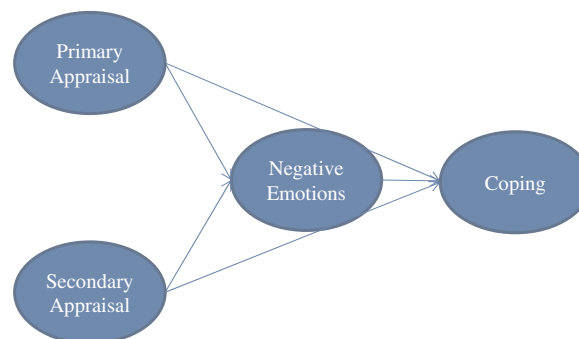 Primary
Appraisal
Negative
Emotions
Coping
Secondary
Appraisal